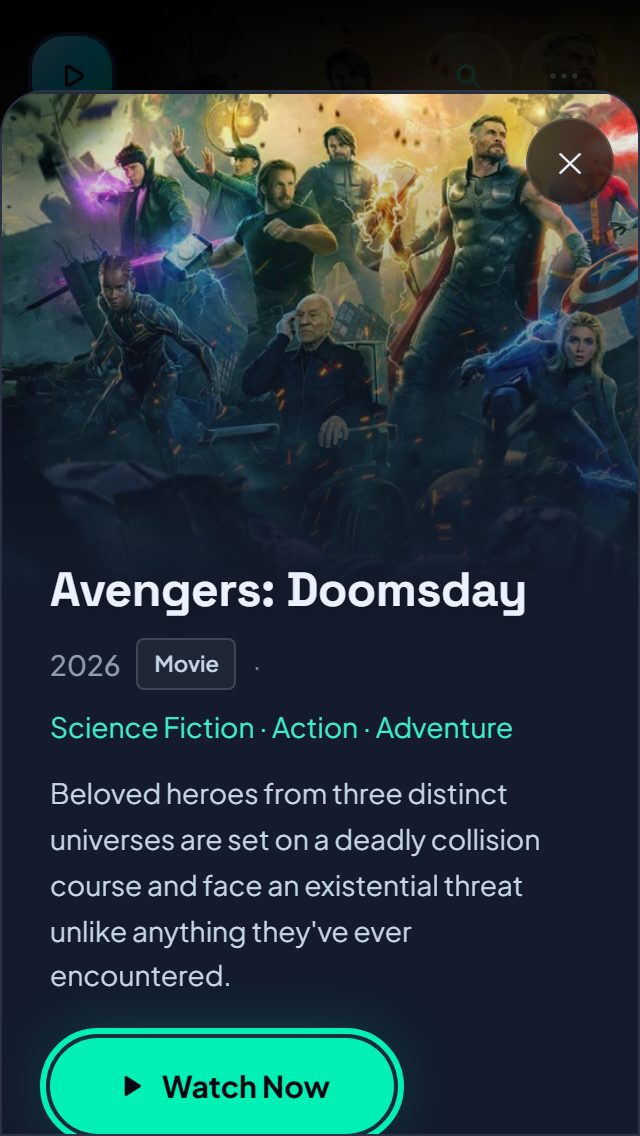 Avengers: Doomsday
2026 Movie ·
Science Fiction · Action · Adventure
Beloved heroes from three distinct
universes are set on a deadly collision
course and face an existential threat
unlike anything they've ever
encountered.
Watch Now